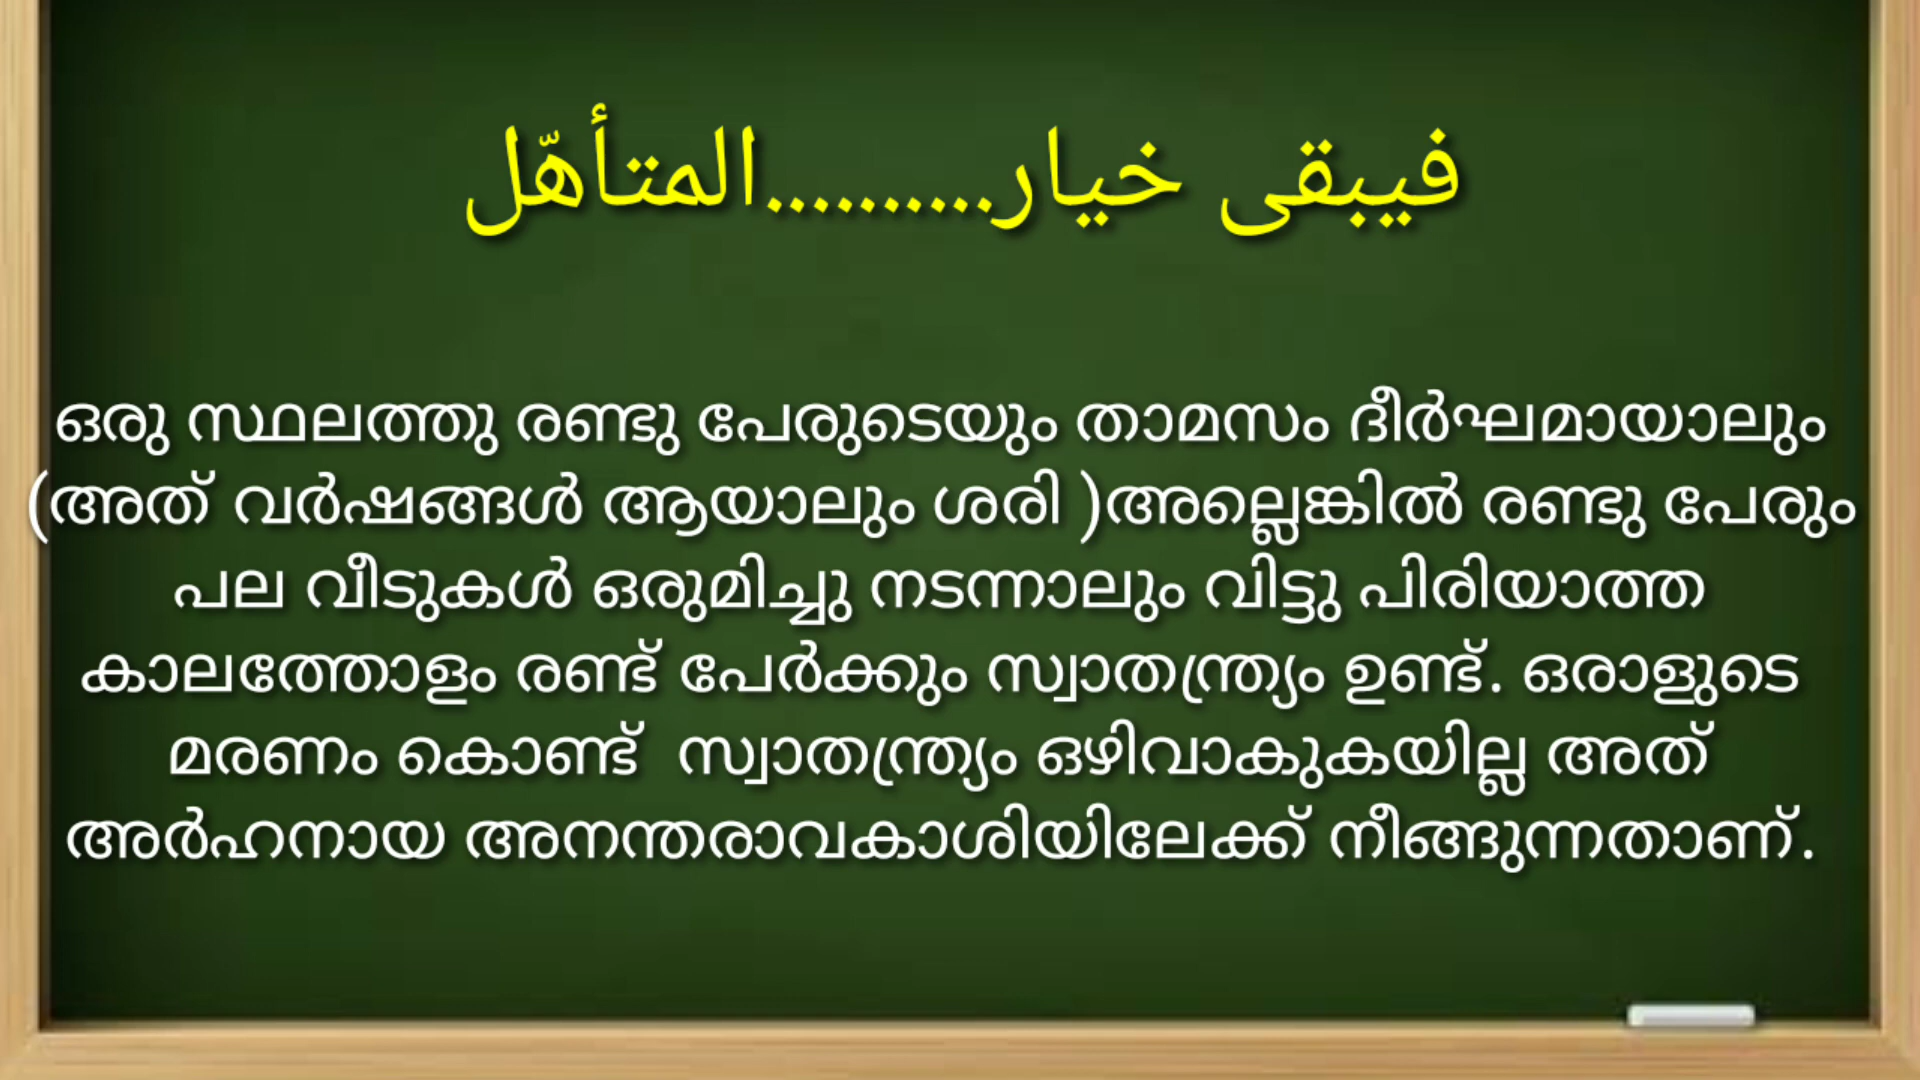 فيبقى خيار..........المتأهّل
ഒരു സ്ഥലത്തു രണ്ടു പേരുടെയും താമസം ദീർഘമായാലും
(അത് വർഷങ്ങൾ ആയാലും ശരി )അല്ലെങ്കിൽ രണ്ടു പേരും
പല വീടുകൾ ഒരുമിച്ചു നടന്നാലും വിട്ടു പിരിയാത്ത
കാലത്തോളം രണ്ട് പേർക്കും സ്വാതന്ത്ര്യം ഉണ്ട്. ഒരാളുടെ
മരണം കൊണ്ട്  സ്വാതന്ത്ര്യം ഒഴിവാകുകയില്ല അത്
അർഹനായ അനന്തരാവകാശിയിലേക്ക് നീങ്ങുന്നതാണ്.